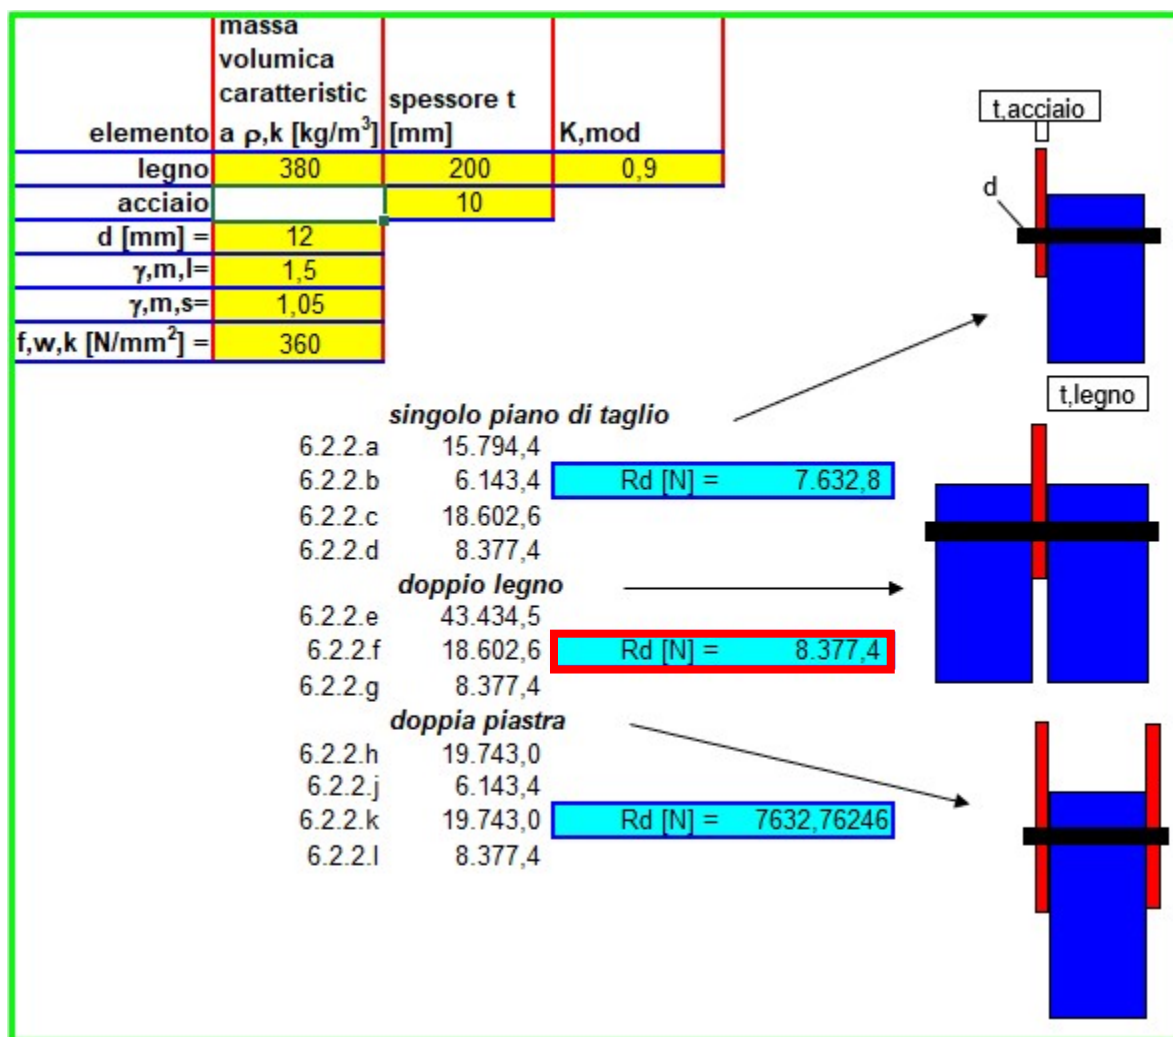 massa
volumica
caratteristic
elemento a ρ,k [kg/m³] spessore t [mm] K,mod
legno 380 200 0,9
acciaio 10
d [mm] = 12
γ,m,l= 1,5
γ,m,s= 1,05
f,w,k [N/mm²] = 360
t,acciaio
d
t,legno
singolo piano di taglio
6.2.2.a 15.794,4
6.2.2.b 6.143,4 Rd [N] = 7.632,8
6.2.2.c 18.602,6
6.2.2.d 8.377,4
doppio legno
6.2.2.e 43.434,5
6.2.2.f 18.602,6 Rd [N] = 8.377,4
6.2.2.g 8.377,4
doppia piastra
6.2.2.h 19.743,0
6.2.2.j 6.143,4
6.2.2.k 19.743,0 Rd [N] = 7632,76246
6.2.2.l 8.377,4